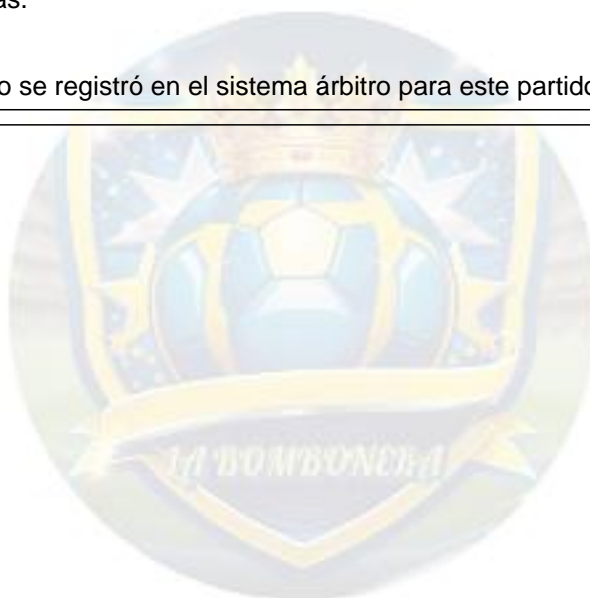 as.
o se registró en el sistema árbitro para este partido
LA BOMBONERA